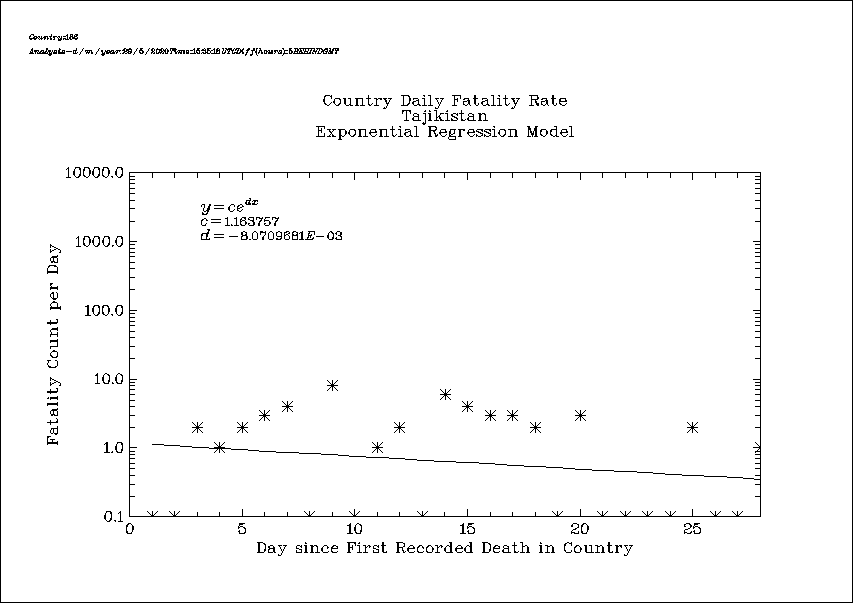 Country:186
Country Daily Fatality Rate
Tajikistan
Exponential Regression Model
10000.0
y=ce^dx
c=1.163757
d=-8.0709681E-03
1000.0
100.0
10.0
1.0
0.1
Fatality Count per Day
0 5 10 15 20 25
Day since First Recorded Death in Country